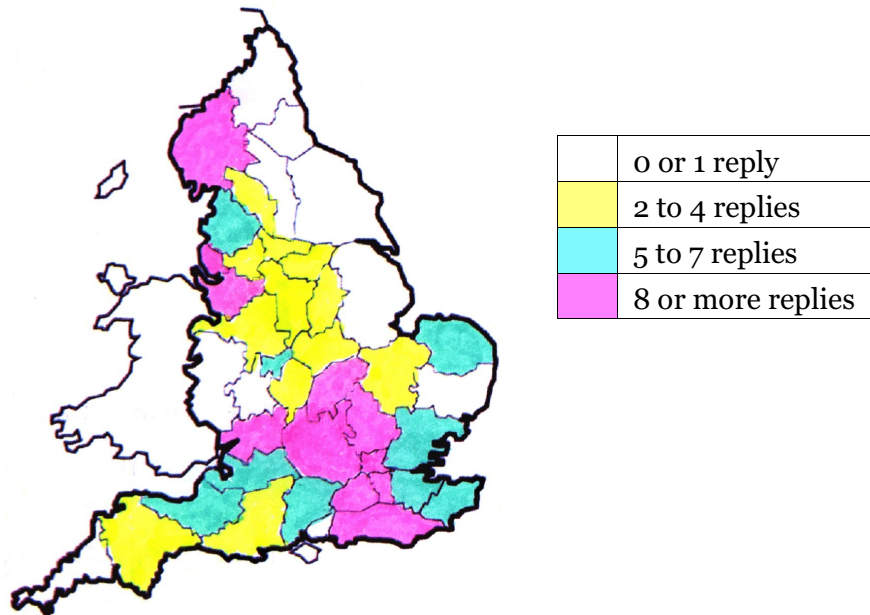 0 or 1 reply
2 to 4 replies
5 to 7 replies
8 or more replies